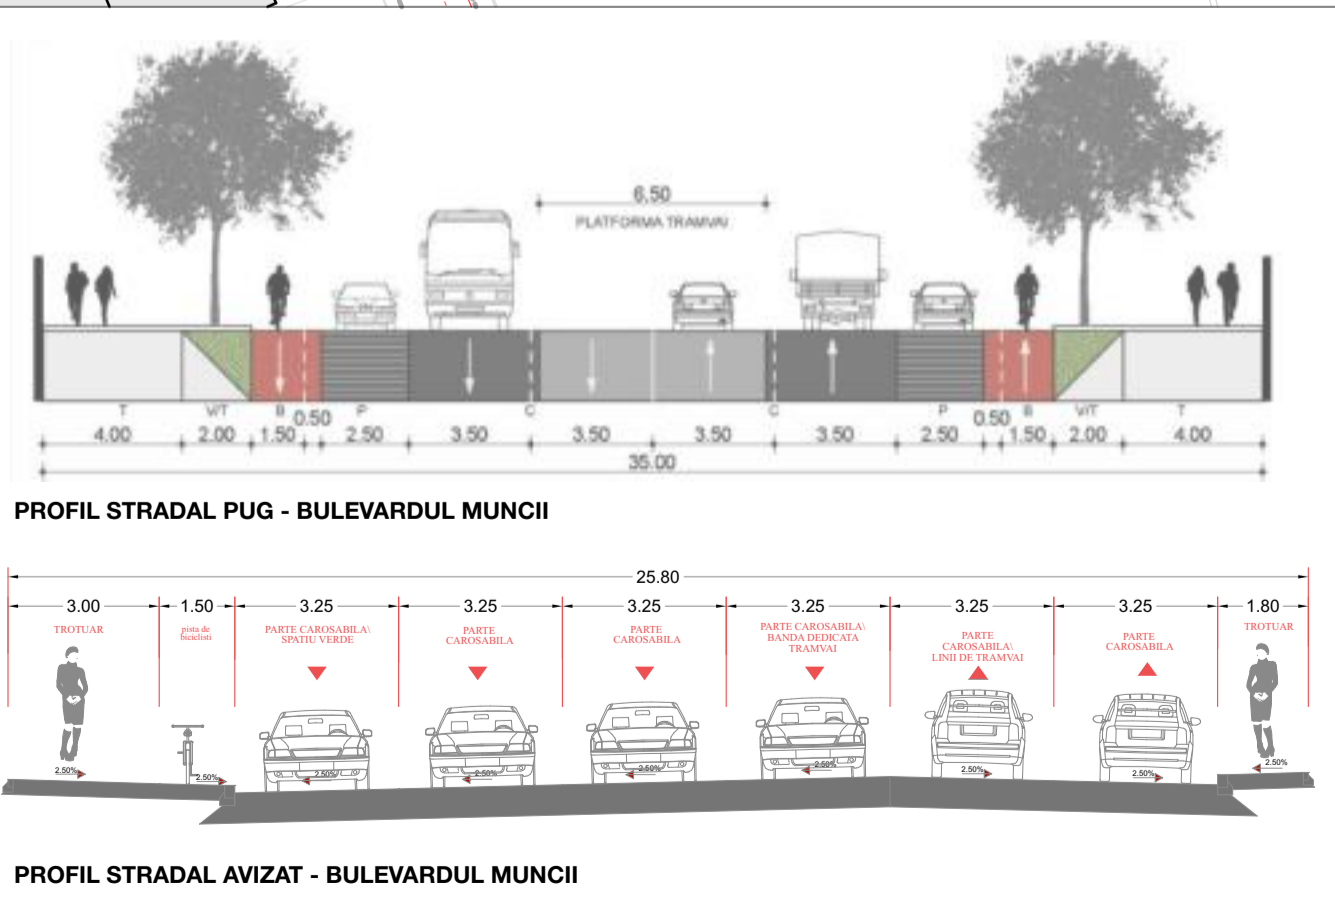 6,50
PLATFORMA TRAMVAI
T V/T B 0.50 P C C P 0.50 B V/T T
4.00 2.00 1.50 2.50 3.50 3.50 3.50 3.50 2.50 1.50 2.00 4.00
35.00
PROFIL STRADAL PUG - BULEVARDUL MUNCII
25.80
3.00 1.50 3.25 3.25 3.25 3.25 3.25 3.25 1.80
TROTUAR
pista de
biciclisti
PARTE CAROSABILA\
SPATIU VERDE
PARTE
CAROSABILA
PARTE
CAROSABILA
PARTE CAROSABILA\
BANDA DEDICATA
TRAMVAI
PARTE
CAROSABILA\
LINII DE TRAMVAI
PARTE
CAROSABILA
TROTUAR
2.50% 2.50% 2.50% 2.50% 2.50% 2.50% 2.50% 2.50% 2.50%
PROFIL STRADAL AVIZAT - BULEVARDUL MUNCII